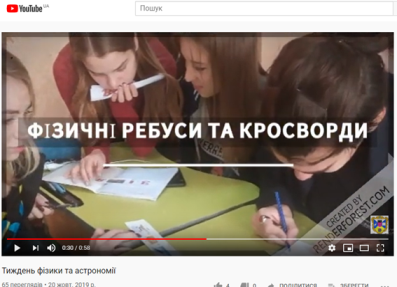 YouTube UA
Пошук
ФІЗИЧНІ РЕБУСИ ТА КРОСВОРДИ
CREATED BY
RENDERFOREST.COM
0:30 / 0:58
Тиждень фізики та астрономії
65 переглядів • 20 жовт. 2019 р.
4
0
ПОДІЛИТИСЯ
ЗБЕРЕГТИ